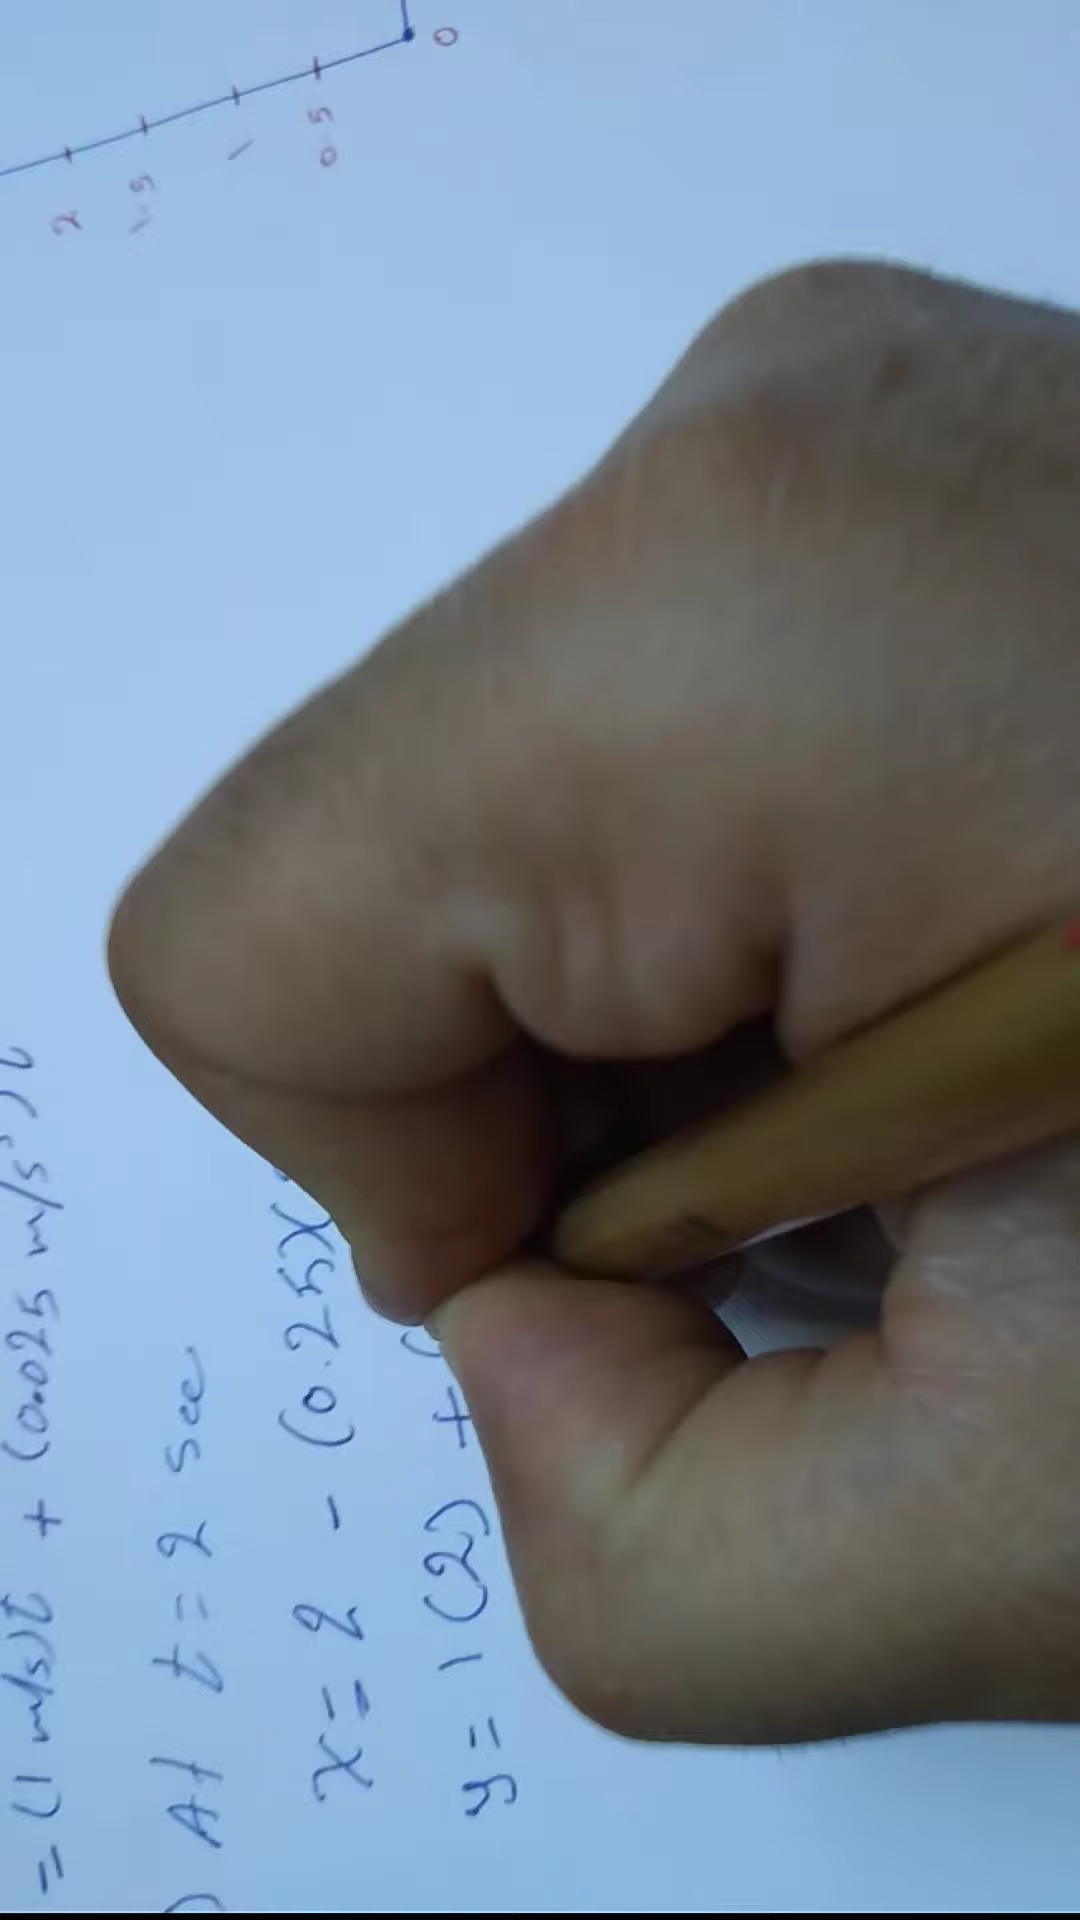 = (1 m/s)t + (0.025 m/s³)t
) At t = 2 sec
x = 2 - (0.25)(
y = 1(2) + (
2
1.5
1
0.5
0